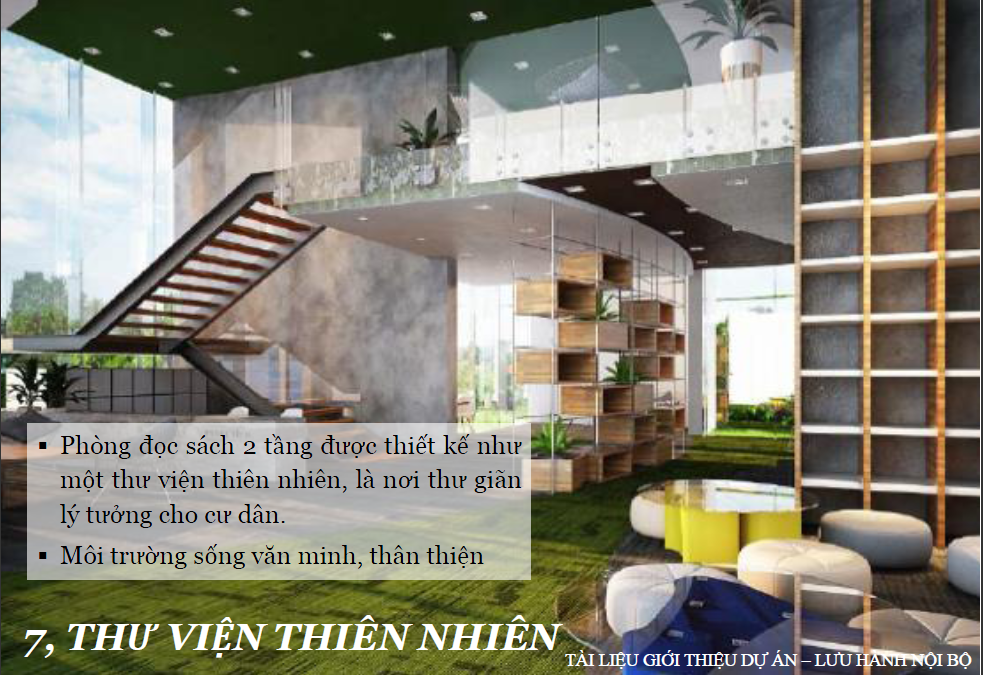 ▪ Phòng đọc sách 2 tầng được thiết kế như
một thư viện thiên nhiên, là nơi thư giãn
lý tưởng cho cư dân.
▪ Môi trường sống văn minh, thân thiện
7, THƯ VIỆN THIÊN NHIÊN
TÀI LIỆU GIỚI THIỆU DỰ ÁN – LƯU HÀNH NỘI BỘ